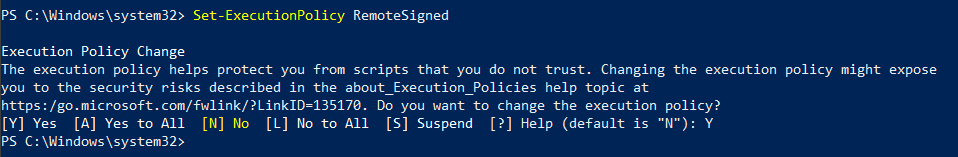 PS C:\Windows\system32> Set-ExecutionPolicy RemoteSigned
Execution Policy Change
The execution policy helps protect you from scripts that you do not trust. Changing the execution policy might expose
you to the security risks described in the about_Execution_Policies help topic at
https:/go.microsoft.com/fwlink/?LinkID=135170. Do you want to change the execution policy?
[Y] Yes  [A] Yes to All  [N] No  [L] No to All  [S] Suspend  [?] Help (default is "N"): Y
PS C:\Windows\system32>